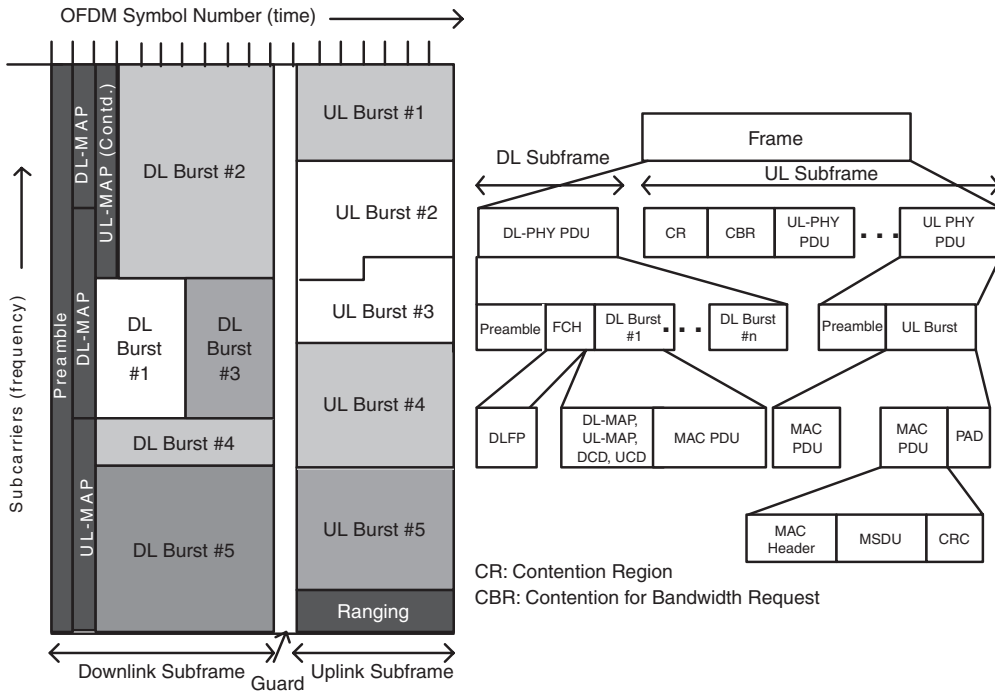 OFDM Symbol Number (time)
Subcarriers (frequency)
Preamble
DL-MAP
DL-MAP
UL-MAP
UL-MAP (Contd.)
DL Burst #2
DL
Burst
#1
DL
Burst
#3
DL Burst #4
DL Burst #5
UL Burst #1
UL Burst #2
UL Burst #3
UL Burst #4
UL Burst #5
Ranging
Downlink Subframe
Guard
Uplink Subframe
Frame
DL Subframe
UL Subframe
DL-PHY PDU
CR
CBR
UL-PHY
PDU
. . .
UL PHY
PDU
Preamble
FCH
DL Burst
#1
. . .
DL Burst
#n
Preamble
UL Burst
DLFP
DL-MAP,
UL-MAP,
DCD, UCD
MAC PDU
MAC
PDU
MAC
PDU
PAD
MAC
Header
MSDU
CRC
CR: Contention Region
CBR: Contention for Bandwidth Request